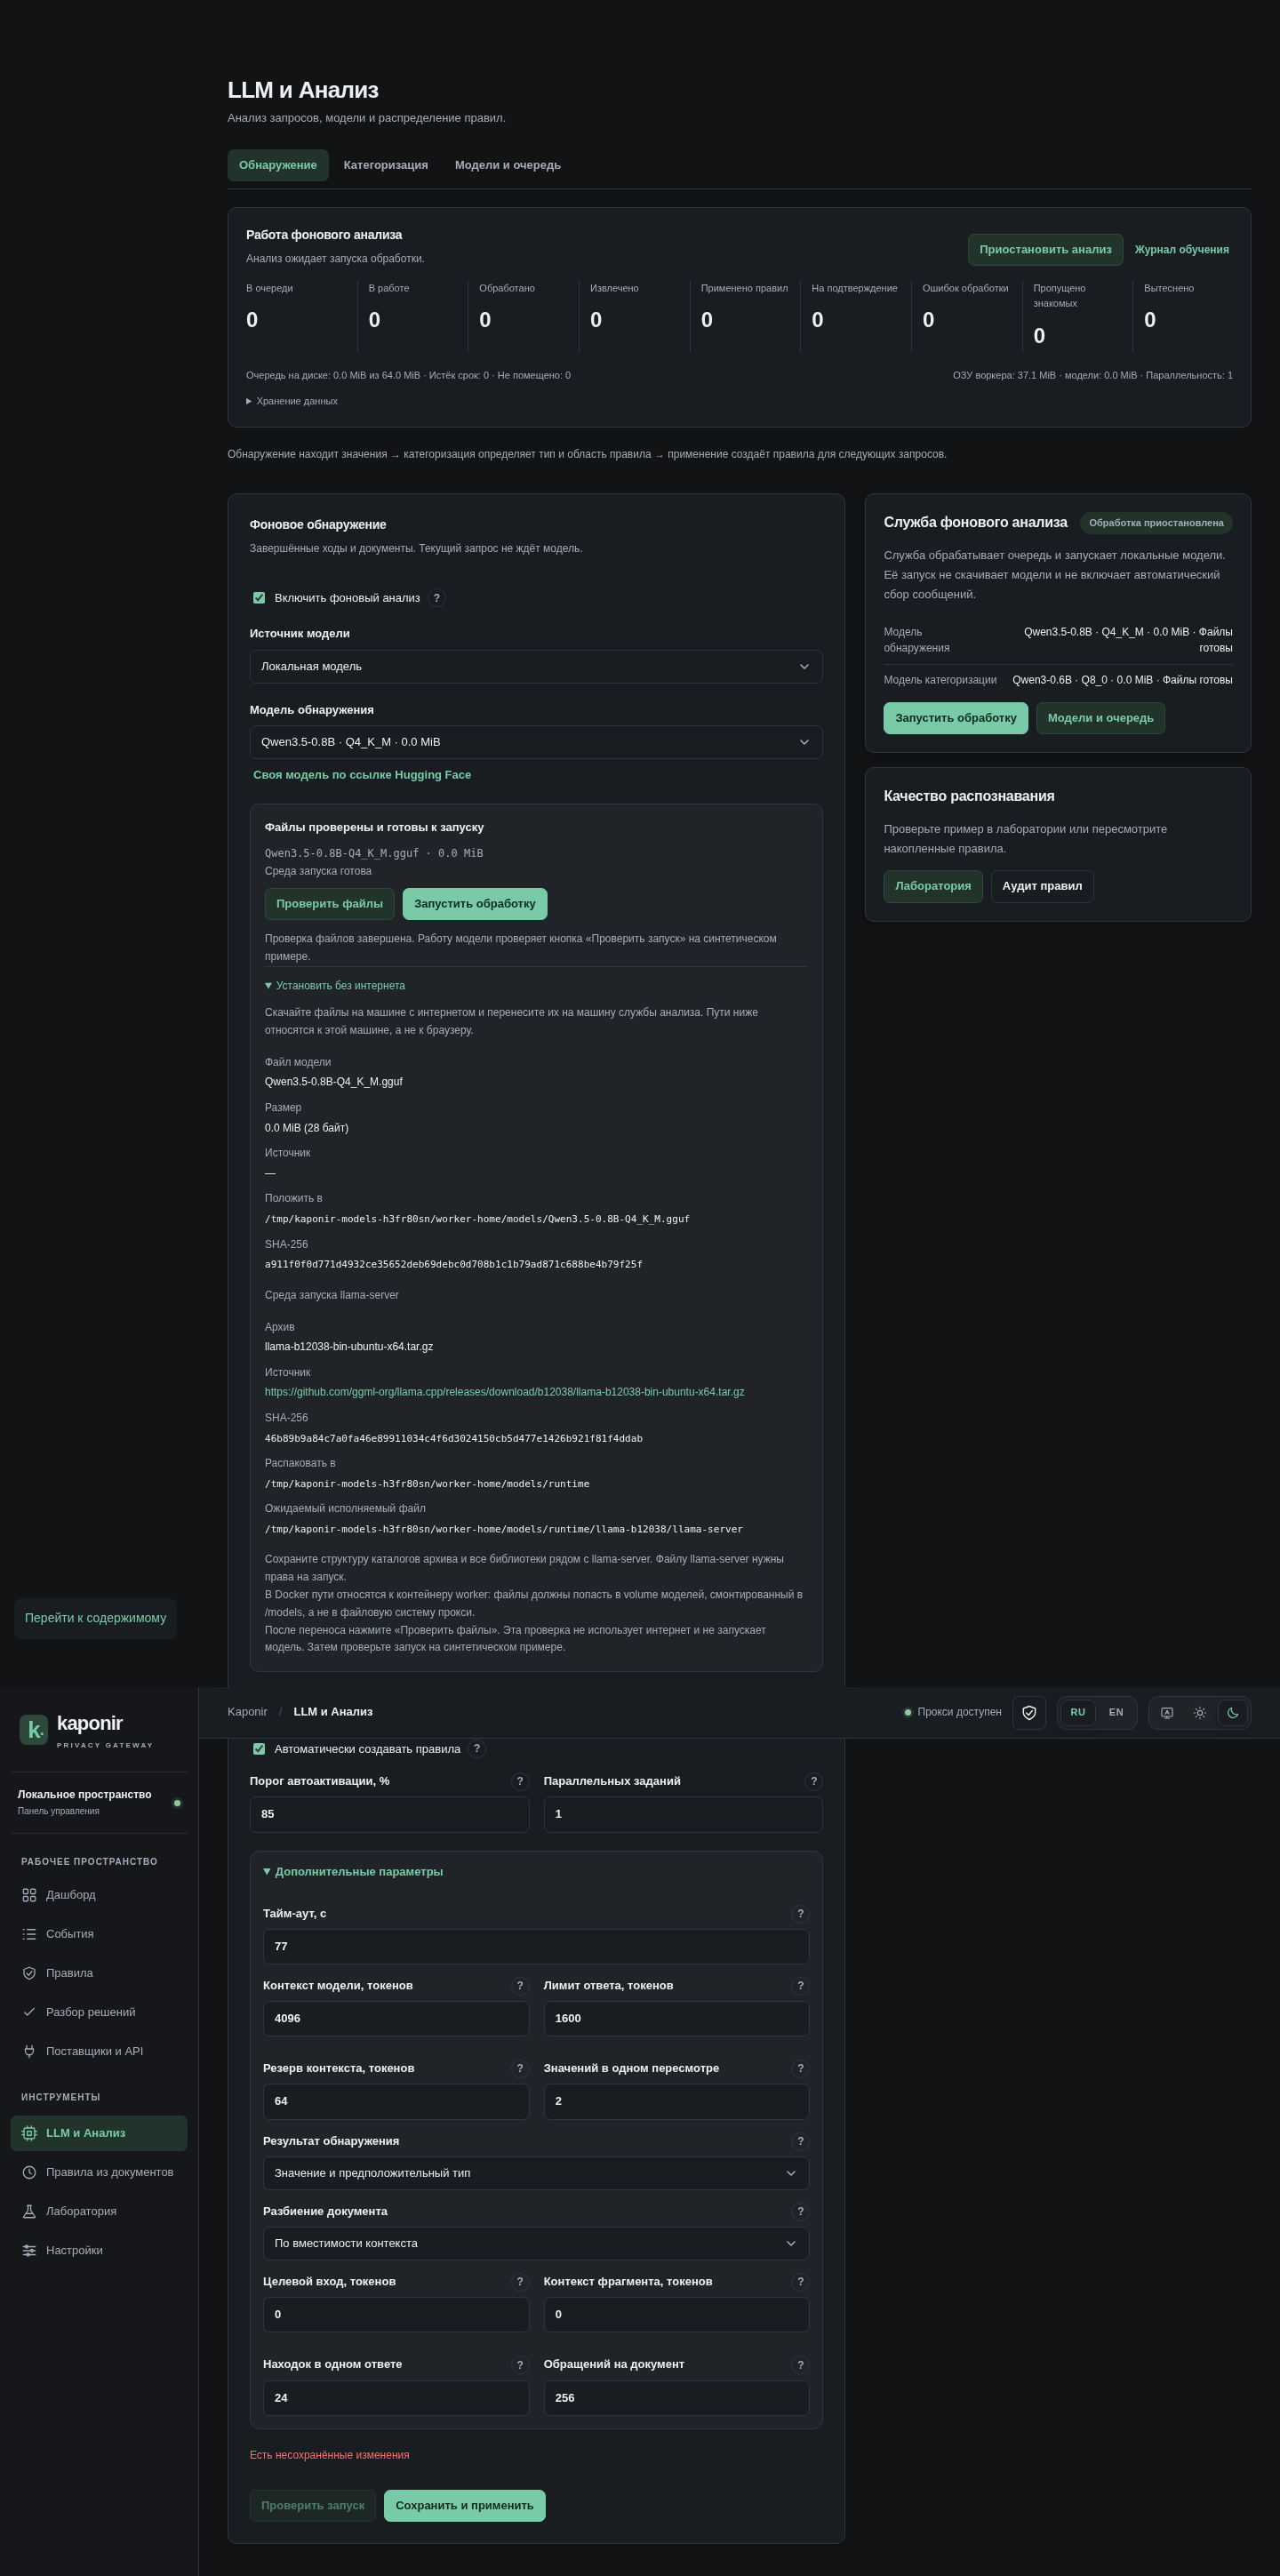 LLM и Анализ
Анализ запросов, модели и распределение правил.
Обнаружение
Категоризация
Модели и очередь
Работа фонового анализа
Анализ ожидает запуска обработки.
Приостановить анализ
Журнал обучения
В очереди
0
В работе
0
Обработано
0
Извлечено
0
Применено правил
0
На подтверждение
0
Ошибок обработки
0
Пропущено
знакомых
0
Вытеснено
0
Очередь на диске: 0.0 MiB из 64.0 MiB · Истёк срок: 0 · Не помещено: 0
ОЗУ воркера: 37.1 MiB · модели: 0.0 MiB · Параллельность: 1
▶ Хранение данных
Обнаружение находит значения → категоризация определяет тип и область правила → применение создаёт правила для следующих запросов.
Фоновое обнаружение
Завершённые ходы и документы. Текущий запрос не ждёт модель.
Включить фоновый анализ ?
Источник модели
Локальная модель
Модель обнаружения
Qwen3.5-0.8B · Q4_K_M · 0.0 MiB
Своя модель по ссылке Hugging Face
Файлы проверены и готовы к запуску
Qwen3.5-0.8B-Q4_K_M.gguf · 0.0 MiB
Среда запуска готова
Проверить файлы
Запустить обработку
Проверка файлов завершена. Работу модели проверяет кнопка «Проверить запуск» на синтетическом
примере.
▼ Установить без интернета
Скачайте файлы на машине с интернетом и перенесите их на машину службы анализа. Пути ниже
относятся к этой машине, а не к браузеру.
Файл модели
Qwen3.5-0.8B-Q4_K_M.gguf
Размер
0.0 MiB (28 байт)
Источник
—
Положить в
/tmp/kaponir-models-h3fr80sn/worker-home/models/Qwen3.5-0.8B-Q4_K_M.gguf
SHA-256
a911f0f0d771d4932ce35652deb69debc0d708b1c1b79ad871c688be4b79f25f
Среда запуска llama-server
Архив
llama-b12038-bin-ubuntu-x64.tar.gz
Источник
https://github.com/ggml-org/llama.cpp/releases/download/b12038/llama-b12038-bin-ubuntu-x64.tar.gz
SHA-256
46b89b9a84c7a0fa46e89911034c4f6d3024150cb5d477e1426b921f81f4ddab
Распаковать в
/tmp/kaponir-models-h3fr80sn/worker-home/models/runtime
Ожидаемый исполняемый файл
/tmp/kaponir-models-h3fr80sn/worker-home/models/runtime/llama-b12038/llama-server
Сохраните структуру каталогов архива и все библиотеки рядом с llama-server. Файлу llama-server нужны
права на запуск.
В Docker пути относятся к контейнеру worker: файлы должны попасть в volume моделей, смонтированный в
/models, а не в файловую систему прокси.
После переноса нажмите «Проверить файлы». Эта проверка не использует интернет и не запускает
модель. Затем проверьте запуск на синтетическом примере.
Служба фонового анализа
Обработка приостановлена
Служба обрабатывает очередь и запускает локальные модели.
Её запуск не скачивает модели и не включает автоматический
сбор сообщений.
Модель
обнаружения
Qwen3.5-0.8B · Q4_K_M · 0.0 MiB · Файлы
готовы
Модель категоризации
Qwen3-0.6B · Q8_0 · 0.0 MiB · Файлы готовы
Запустить обработку
Модели и очередь
Качество распознавания
Проверьте пример в лаборатории или пересмотрите
накопленные правила.
Лаборатория
Аудит правил
Перейти к содержимому
k.
kaponir
PRIVACY GATEWAY
Локальное пространство
Панель управления
РАБОЧЕЕ ПРОСТРАНСТВО
Дашборд
События
Правила
Разбор решений
Поставщики и API
ИНСТРУМЕНТЫ
LLM и Анализ
Правила из документов
Лаборатория
Настройки
Kaponir / LLM и Анализ
Прокси доступен
RU
EN
Автоматически создавать правила ?
Порог автоактивации, % ?
85
Параллельных заданий ?
1
▼ Дополнительные параметры
Тайм-аут, с ?
77
Контекст модели, токенов ?
4096
Лимит ответа, токенов ?
1600
Резерв контекста, токенов ?
64
Значений в одном пересмотре ?
2
Результат обнаружения ?
Значение и предположительный тип
Разбиение документа ?
По вместимости контекста
Целевой вход, токенов ?
0
Контекст фрагмента, токенов ?
0
Находок в одном ответе ?
24
Обращений на документ ?
256
Есть несохранённые изменения
Проверить запуск
Сохранить и применить